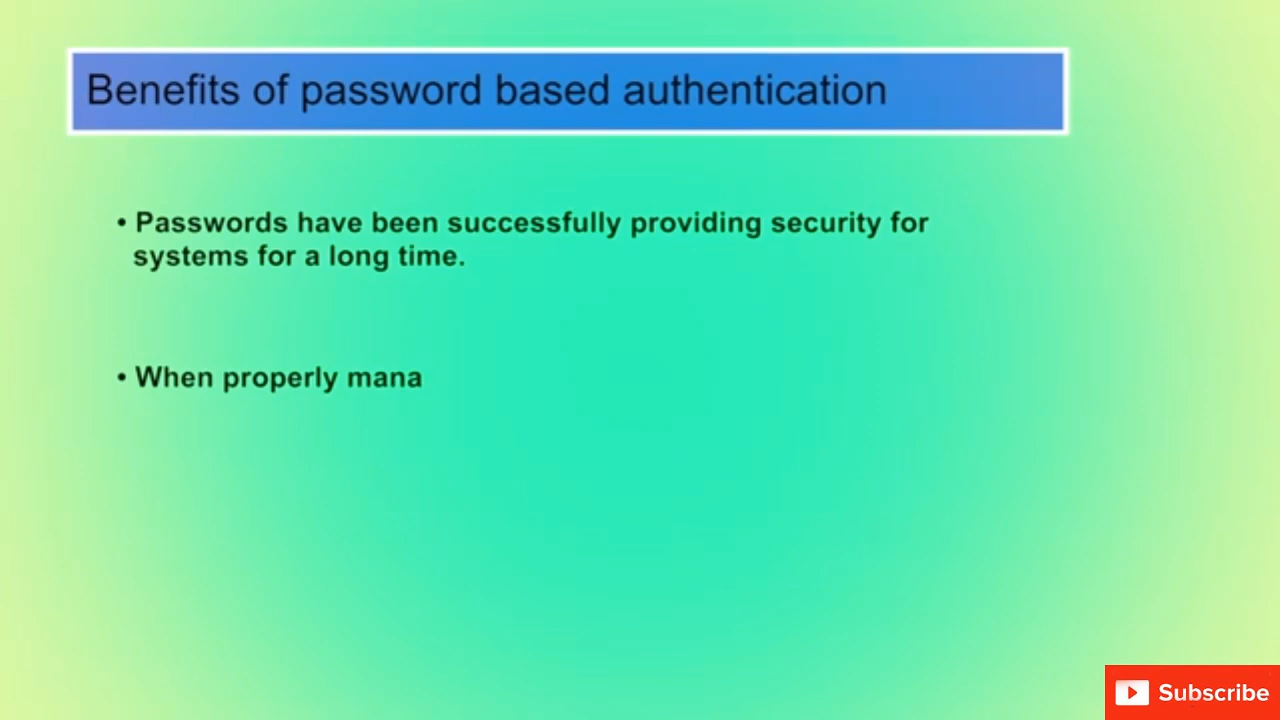 Benefits of password based authentication
• Passwords have been successfully providing security for
systems for a long time.
• When properly mana
Subscribe